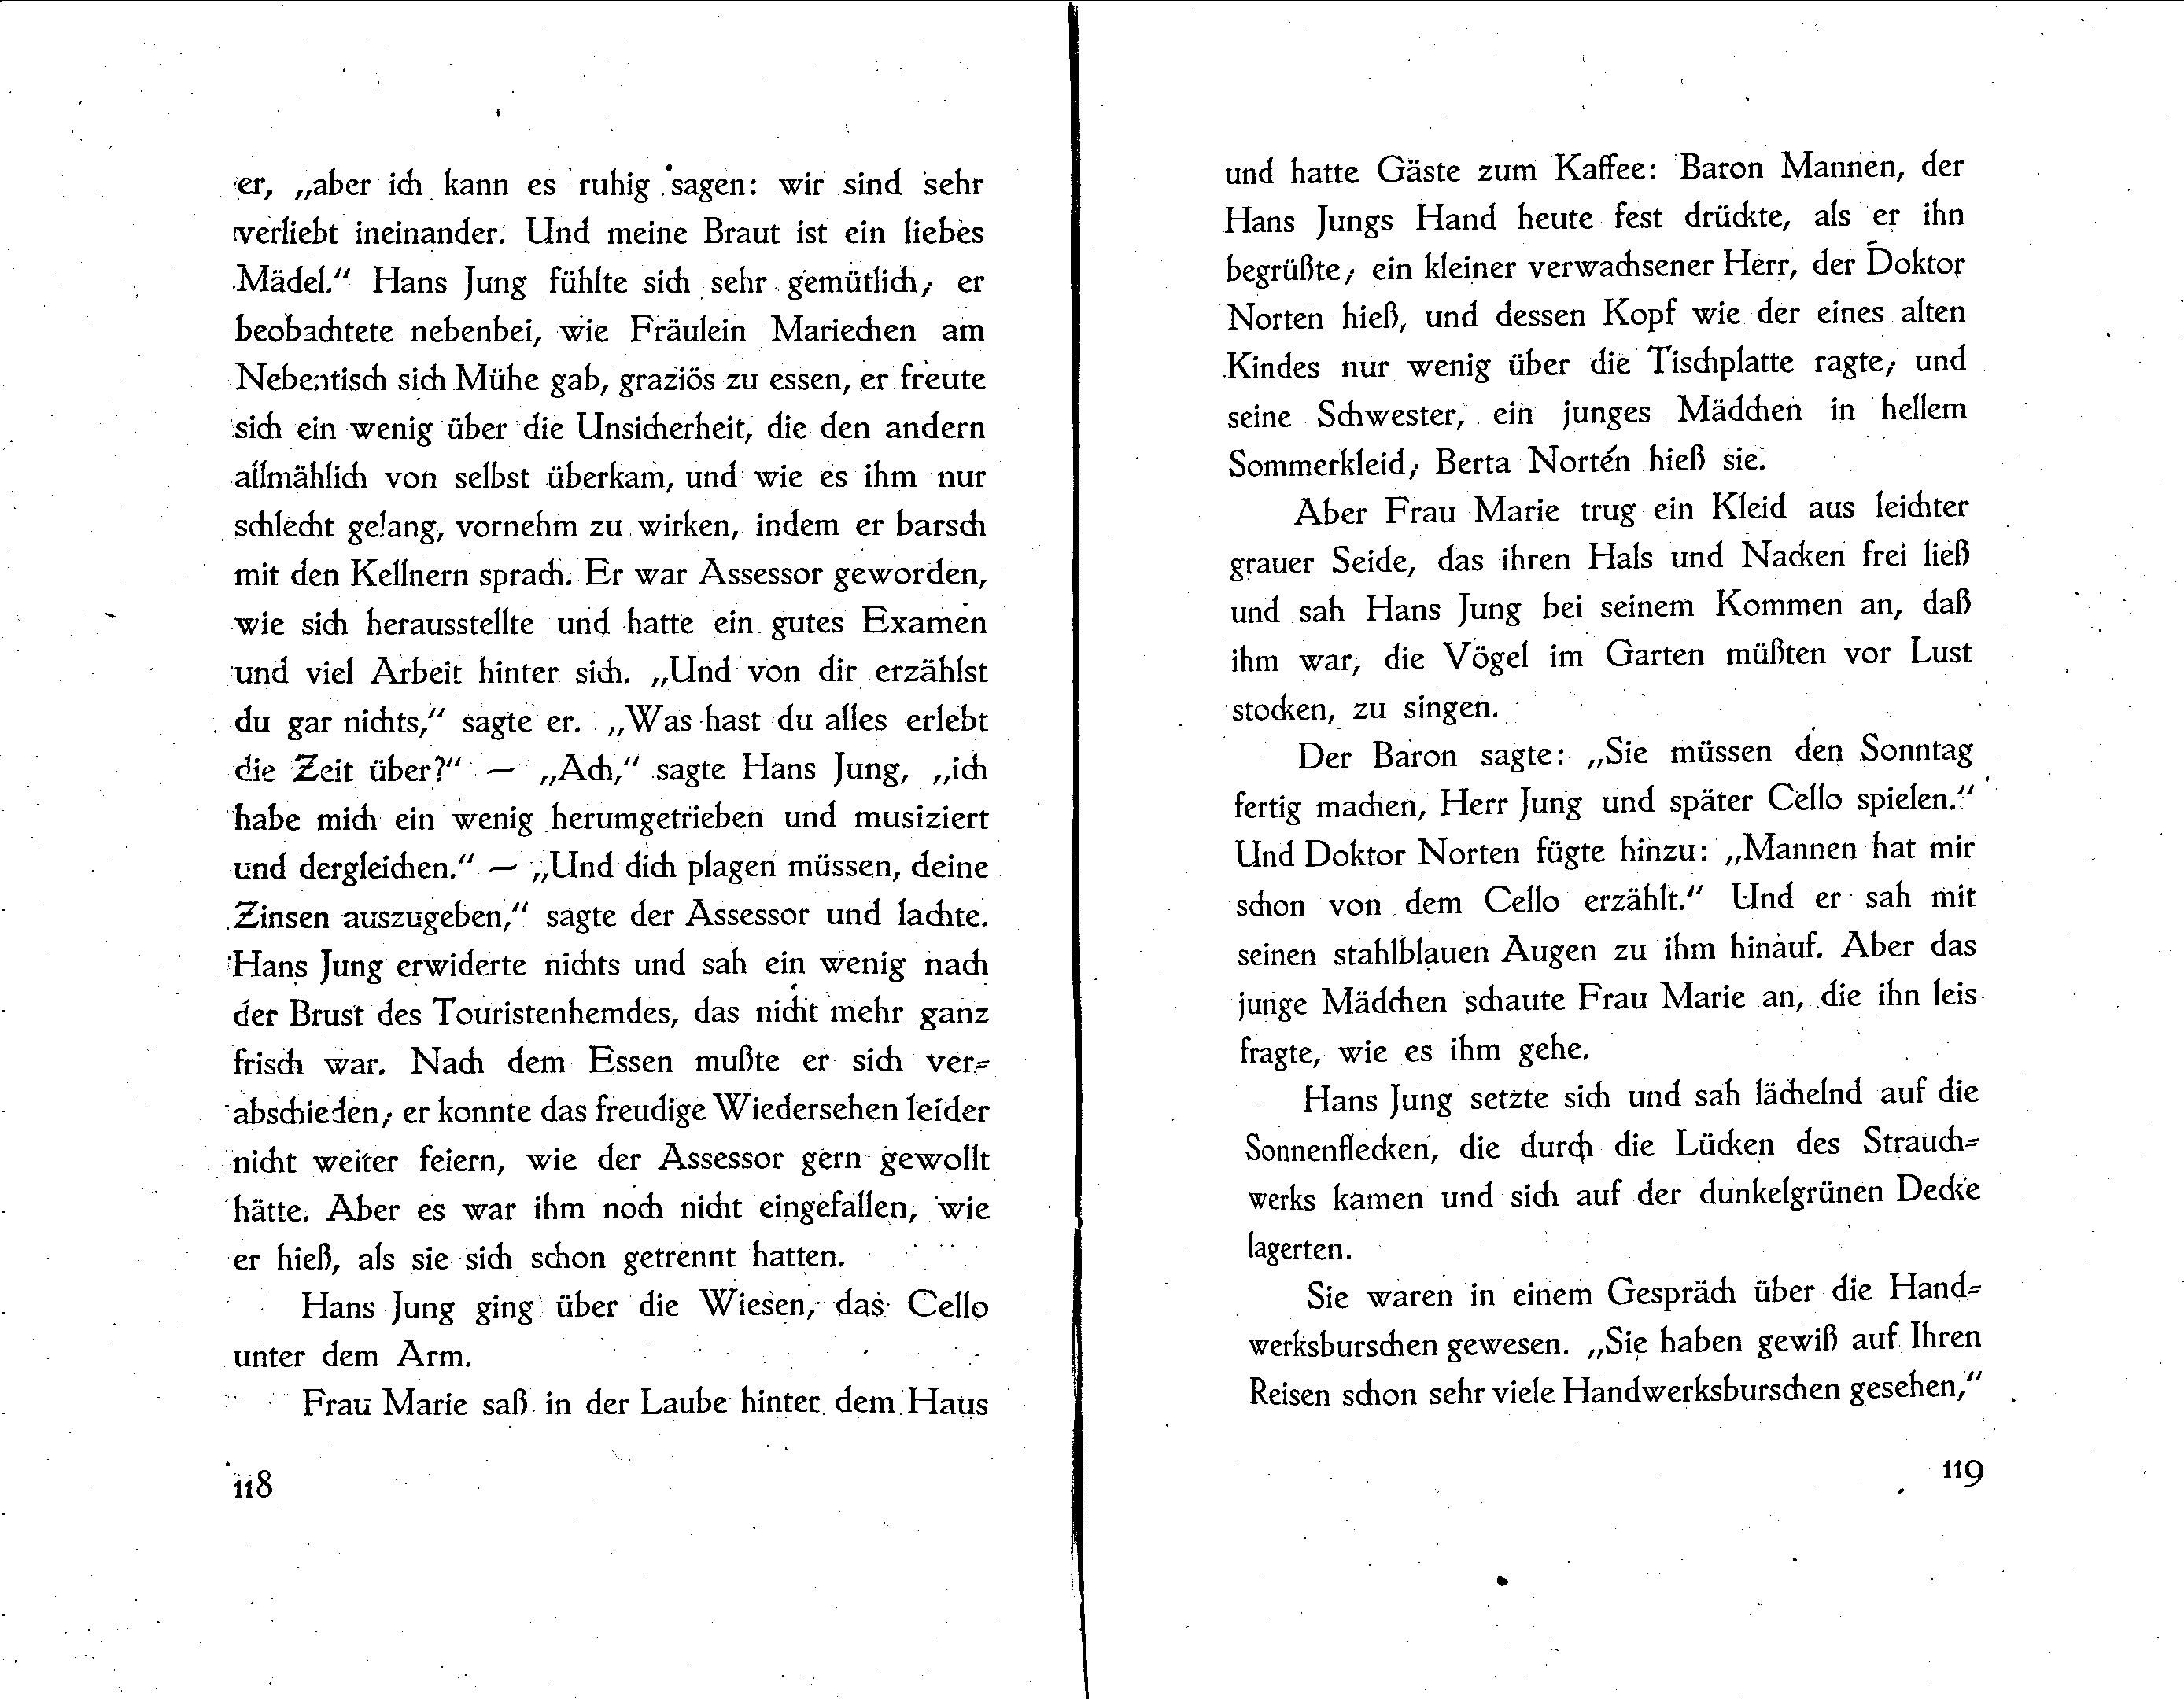 er, „aber ich kann es ruhig sagen: wir sind sehr
verliebt ineinander. Und meine Braut ist ein liebes
Mädel.“ Hans Jung fühlte sich sehr gemütlich; er
beobachtete nebenbei, wie Fräulein Mariechen am
Nebentisch sich Mühe gab, graziös zu essen, er freute
sich ein wenig über die Unsicherheit, die den andern
allmählich von selbst überkam, und wie es ihm nur
schlecht gelang, vornehm zu wirken, indem er barsch
mit den Kellnern sprach. Er war Assessor geworden,
wie sich herausstellte und hatte ein gutes Examen
und viel Arbeit hinter sich. „Und von dir erzählst
du gar nichts,“ sagte er. „Was hast du alles erlebt
die Zeit über?“ — „Ach,“ sagte Hans Jung, „ich
habe mich ein wenig herumgetrieben und musiziert
und dergleichen.“ — „Und dich plagen müssen, deine
Zinsen auszugeben,“ sagte der Assessor und lachte.
Hans Jung erwiderte nichts und sah ein wenig nach
der Brust des Touristenhemdes, das nicht mehr ganz
frisch war. Nach dem Essen mußte er sich ver-
abschieden; er konnte das freudige Wiedersehen leider
nicht weiter feiern, wie der Assessor gern gewollt
hätte. Aber es war ihm noch nicht eingefallen, wie
er hieß, als sie sich schon getrennt hatten.
Hans Jung ging über die Wiesen, das Cello
unter dem Arm.
Frau Marie saß in der Laube hinter dem Haus
118
und hatte Gäste zum Kaffee: Baron Mannen, der
Hans Jungs Hand heute fest drückte, als er ihn
begrüßte; ein kleiner verwachsener Herr, der Doktor
Norten hieß, und dessen Kopf wie der eines alten
Kindes nur wenig über die Tischplatte ragte; und
seine Schwester, ein junges Mädchen in hellem
Sommerkleid; Berta Norten hieß sie.
Aber Frau Marie trug ein Kleid aus leichter
grauer Seide, das ihren Hals und Nacken frei ließ
und sah Hans Jung bei seinem Kommen an, daß
ihm war, die Vögel im Garten müßten vor Lust
stocken, zu singen.
Der Baron sagte: „Sie müssen den Sonntag
fertig machen, Herr Jung und später Cello spielen.“
Und Doktor Norten fügte hinzu: „Mannen hat mir
schon von dem Cello erzählt.“ Und er sah mit
seinen stahlblauen Augen zu ihm hinauf. Aber das
junge Mädchen schaute Frau Marie an, die ihn leis
fragte, wie es ihm gehe.
Hans Jung setzte sich und sah lächelnd auf die
Sonnenflecken, die durch die Lücken des Strauch-
werks kamen und sich auf der dunkelgrünen Decke
lagerten.
Sie waren in einem Gespräch über die Hand-
werksburschen gewesen. „Sie haben gewiß auf Ihren
Reisen schon sehr viele Handwerksburschen gesehen,“
119